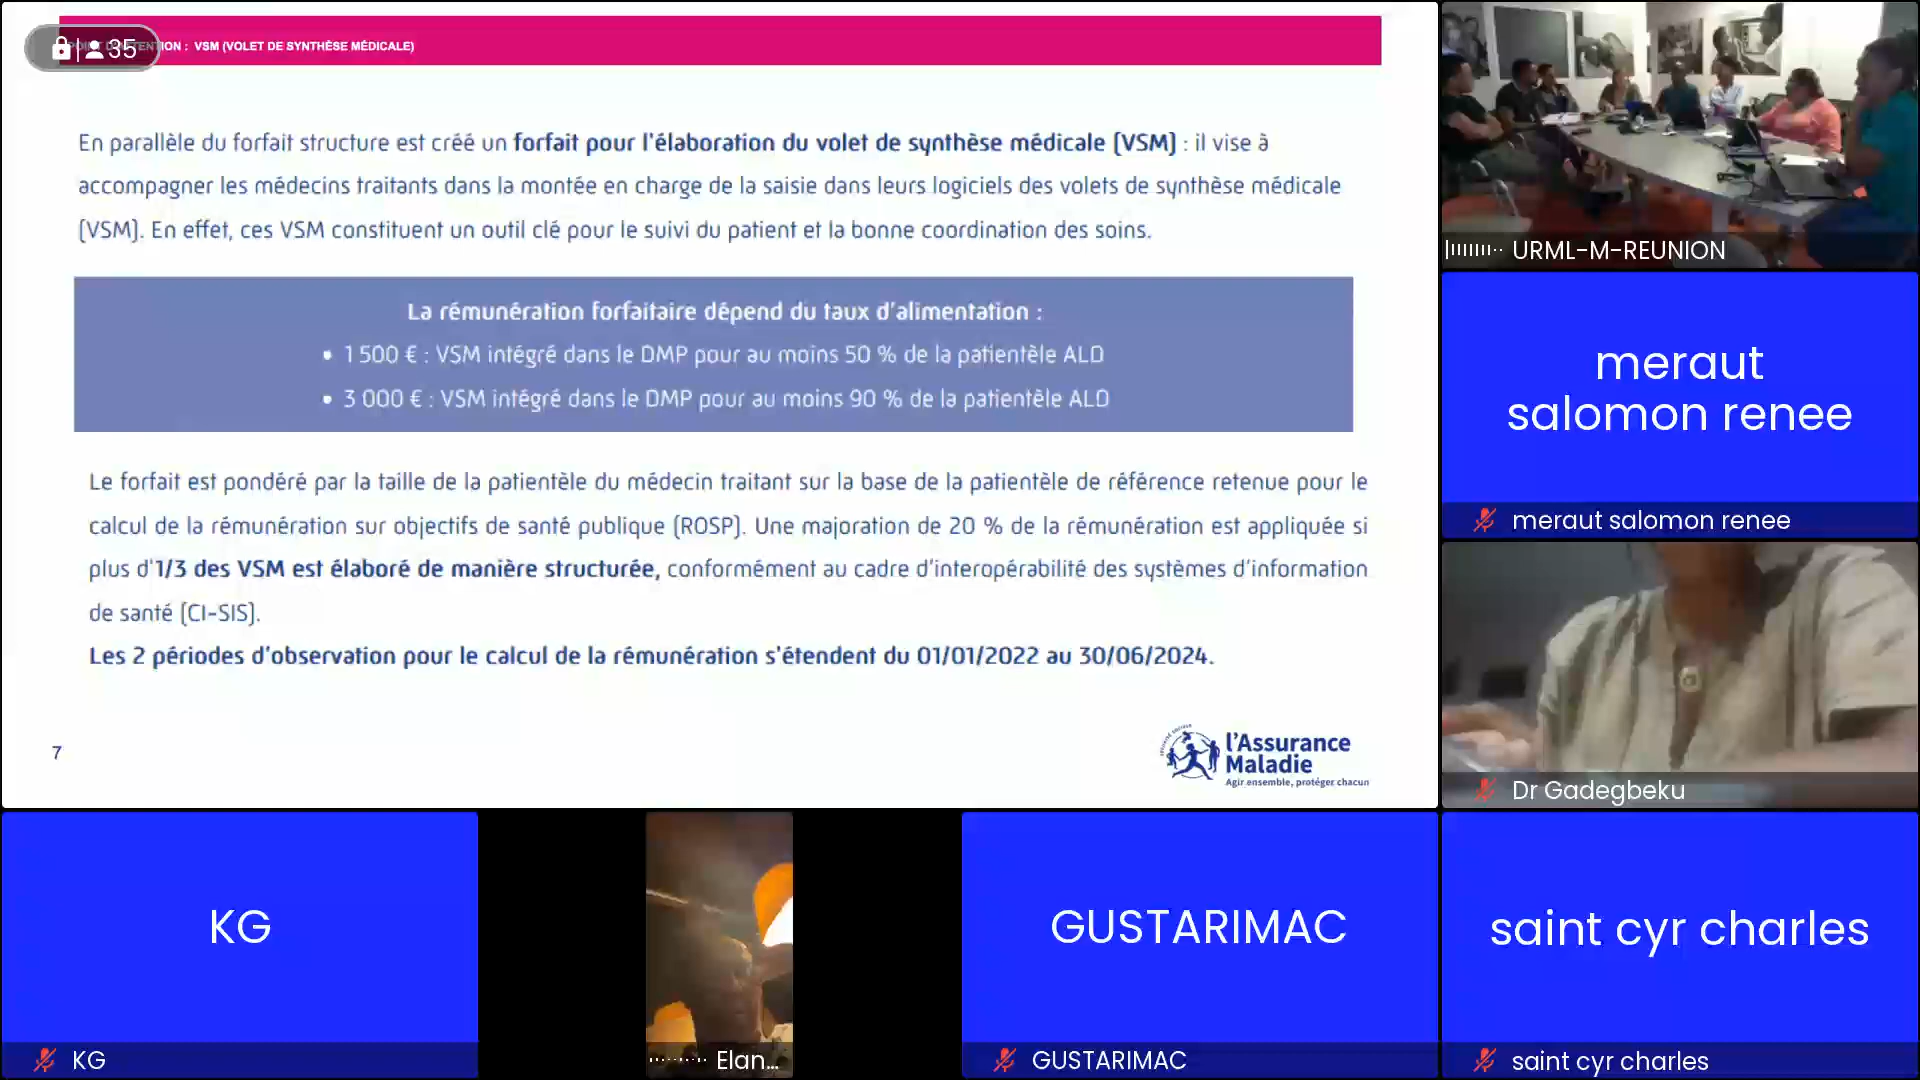 POINT D'ATTENTION : VSM (VOLET DE SYNTHÈSE MÉDICALE)
35
En parallèle du forfait structure est créé un forfait pour l'élaboration du volet de synthèse médicale (VSM) : il vise à
accompagner les médecins traitants dans la montée en charge de la saisie dans leurs logiciels des volets de synthèse médicale
(VSM). En effet, ces VSM constituent un outil clé pour le suivi du patient et la bonne coordination des soins.
La rémunération forfaitaire dépend du taux d'alimentation :
• 1 500 € : VSM intégré dans le DMP pour au moins 50 % de la patientèle ALD
• 3 000 € : VSM intégré dans le DMP pour au moins 90 % de la patientèle ALD
Le forfait est pondéré par la taille de la patientèle du médecin traitant sur la base de la patientèle de référence retenue pour le
calcul de la rémunération sur objectifs de santé publique (ROSP). Une majoration de 20 % de la rémunération est appliquée si
plus d'1/3 des VSM est élaboré de manière structurée, conformément au cadre d'interopérabilité des systèmes d'information
de santé (CI-SIS).
Les 2 périodes d'observation pour le calcul de la rémunération s'étendent du 01/01/2022 au 30/06/2024.
7
l'Assurance
Maladie
Agir ensemble, protéger chacun
URML-M-REUNION
meraut
salomon renee
meraut salomon renee
Dr Gadegbeku
KG
KG
Elan...
GUSTARIMAC
GUSTARIMAC
saint cyr charles
saint cyr charles